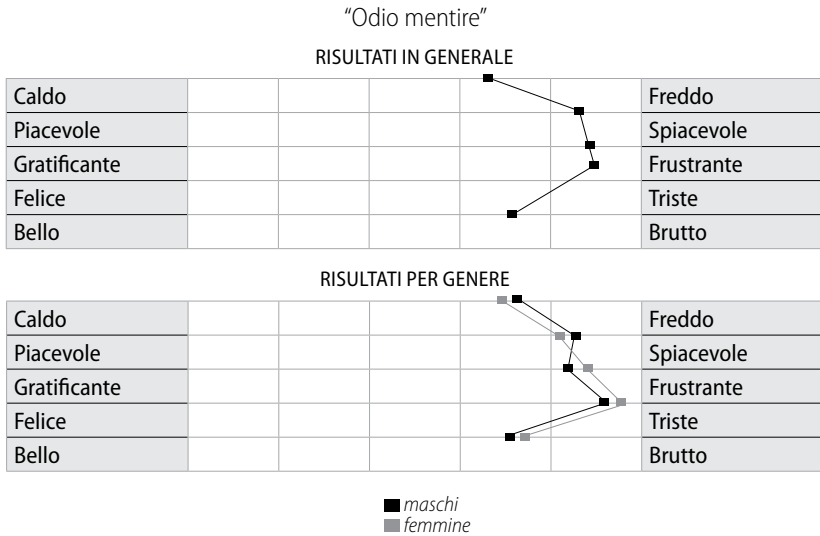 “Odio mentire”
RISULTATI IN GENERALE
Caldo Freddo
Piacevole Spiacevole
Gratificante Frustrante
Felice Triste
Bello Brutto
RISULTATI PER GENERE
Caldo Freddo
Piacevole Spiacevole
Gratificante Frustrante
Felice Triste
Bello Brutto
maschi
femmine